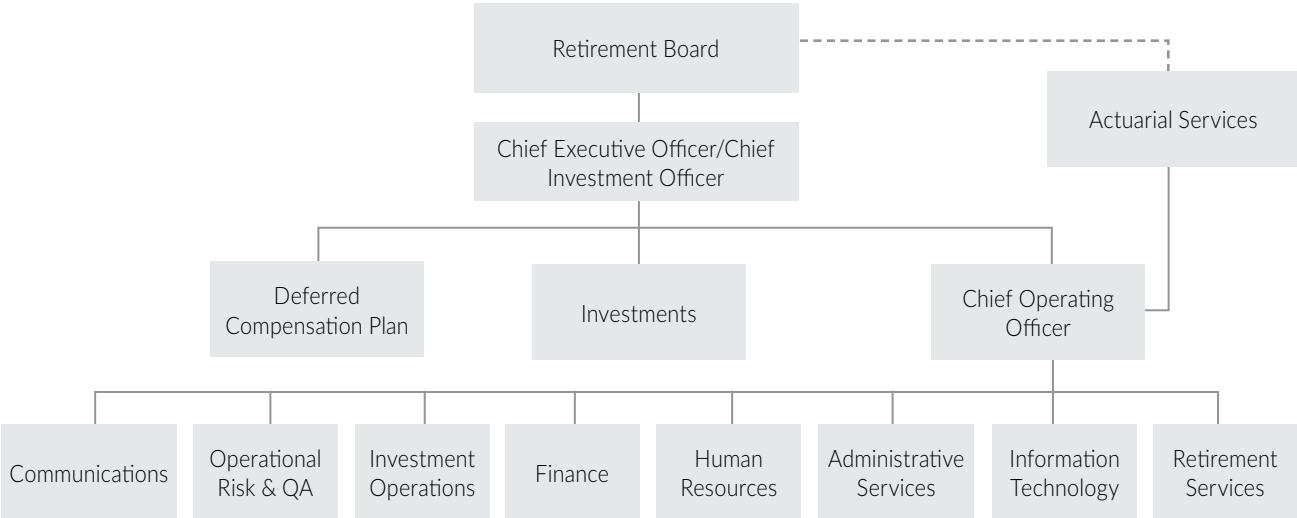 Retirement Board
Actuarial Services
Chief Executive Officer/Chief
Investment Officer
Deferred
Compensation Plan
Investments
Chief Operating
Officer
Communications
Operational
Risk & QA
Investment
Operations
Finance
Human
Resources
Administrative
Services
Information
Technology
Retirement
Services